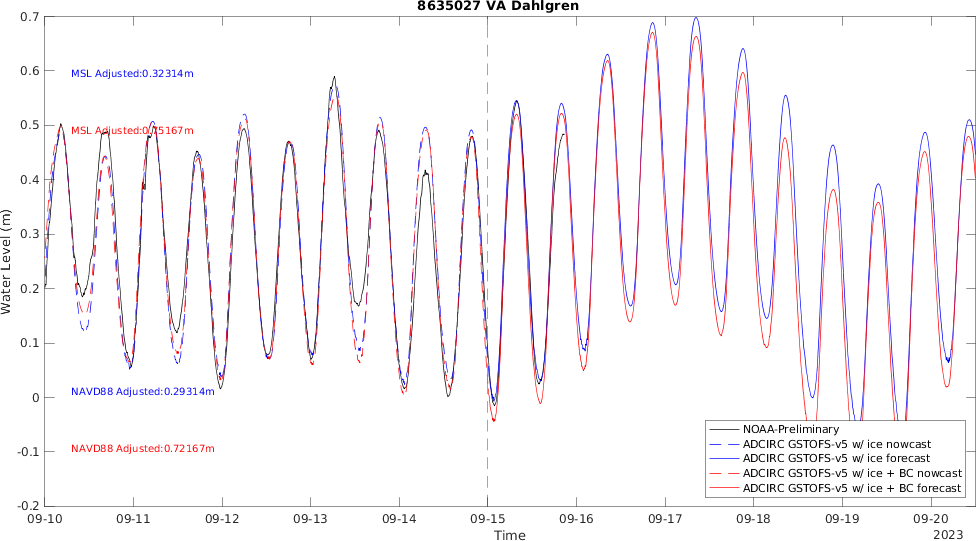 8635027 VA Dahlgren
0.7
0.6
0.5
0.4
0.3
0.2
0.1
0
-0.1
-0.2
Water Level (m)
MSL Adjusted:0.32314m
MSL Adjusted:0.75167m
NAVD88 Adjusted:0.29314m
NAVD88 Adjusted:0.72167m
NOAA-Preliminary
ADCIRC GSTOFS-v5 w/ ice nowcast
ADCIRC GSTOFS-v5 w/ ice forecast
ADCIRC GSTOFS-v5 w/ ice + BC nowcast
ADCIRC GSTOFS-v5 w/ ice + BC forecast
09-10 09-11 09-12 09-13 09-14 09-15 09-16 09-17 09-18 09-19 09-20
Time
2023